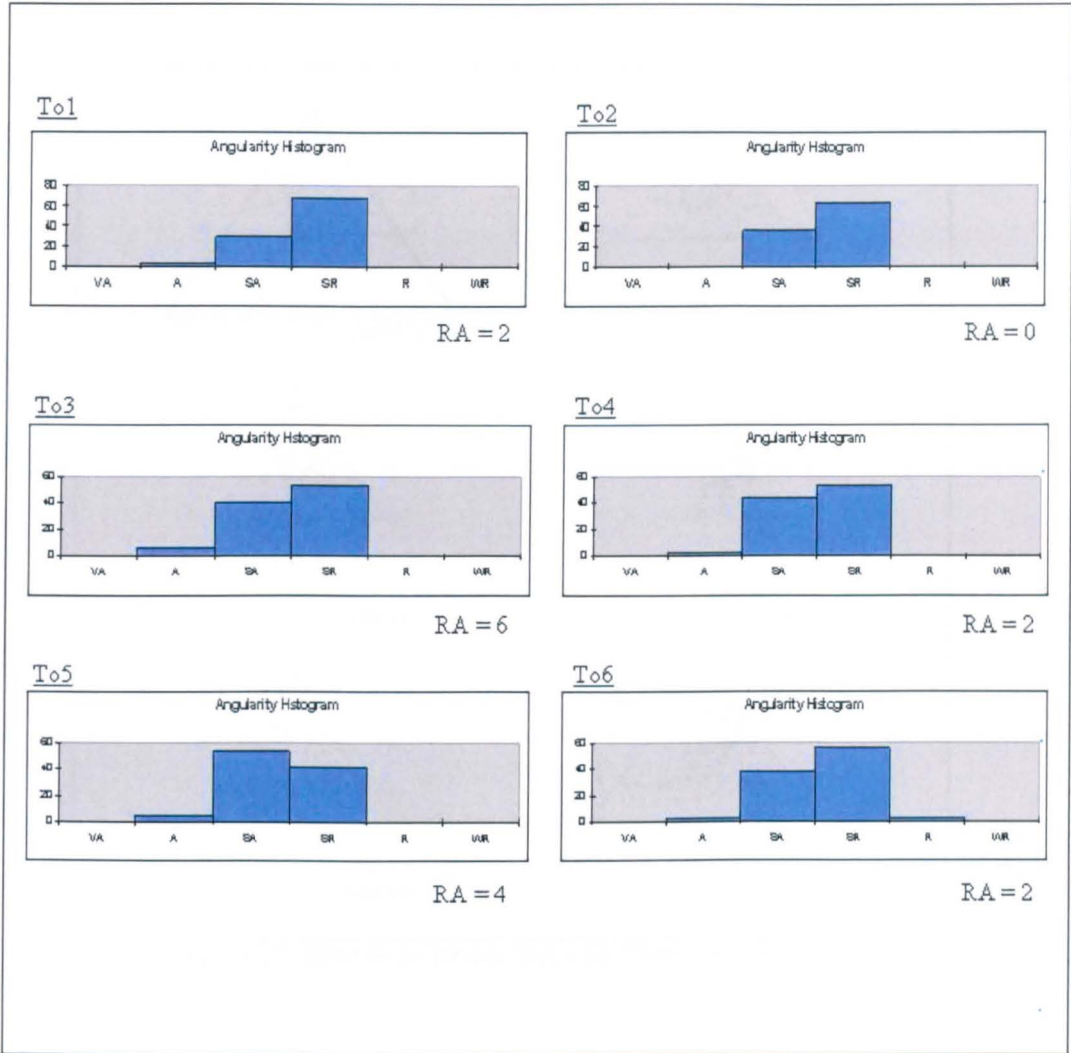 To1
Angularity Histogram
80
60
40
20
0
VA A SA SR R WR
RA = 2
To2
Angularity Hstogram
80
60
40
20
0
VA A SA SR R WR
RA = 0
To3
Angularity Hstogram
60
40
20
0
VA A SA SR R WR
RA = 6
To4
Angularity Hstogram
60
40
20
0
VA A SA SR R WR
RA = 2
To5
Angularity Hstogram
60
40
20
0
VA A SA SR R WR
RA = 4
To6
Angularity Histogram
60
40
20
0
VA A SA SR R WR
RA = 2